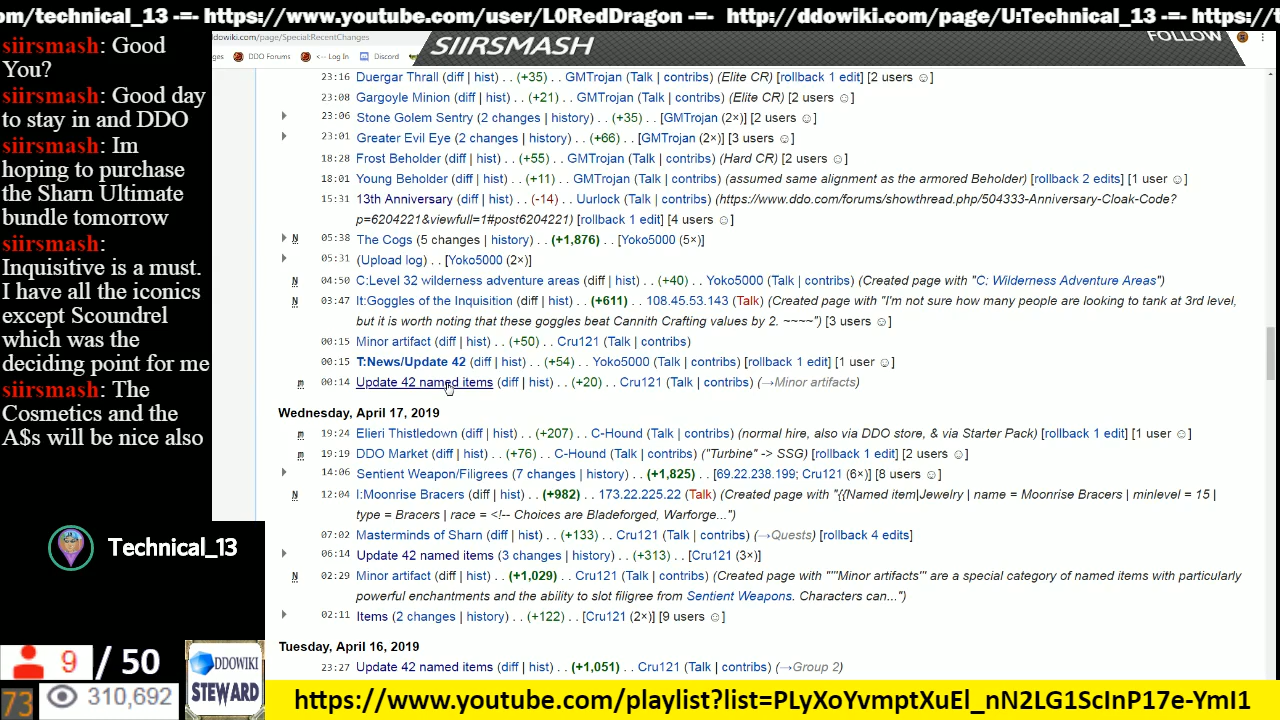 om/technical_13 -=- https://www.youtube.com/user/L0RedDragon -=- http://ddowiki.com/page/U:Technical_13 -=- https://
siirsmash: Good
You?
siirsmash: Good day
to stay in and DDO
siirsmash: Im
hoping to purchase
the Sharn Ultimate
bundle tomorrow
siirsmash:
Inquisitive is a must.
I have all the iconics
except Scoundrel
which was the
deciding point for me
siirsmash: The
Cosmetics and the
A$s will be nice also
Technical_13
9 / 50
73 310,692
DDOWIKI
STEWARD
ddowiki.com/page/Special:RecentChanges
ges DDO Forums <-- Log In Discord
SIIRSMASH
FOLLOW
23:16 Duergar Thrall (diff | hist) . . (+35) . . GMTrojan (Talk | contribs) (Elite CR) [rollback 1 edit] [2 users ☺]
23:08 Gargoyle Minion (diff | hist) . . (+21) . . GMTrojan (Talk | contribs) (Elite CR) [2 users ☺]
23:06 Stone Golem Sentry (2 changes | history) . . (+35) . . [GMTrojan (2×)] [2 users ☺]
23:01 Greater Evil Eye (2 changes | history) . . (+66) . . [GMTrojan (2×)] [3 users ☺]
18:28 Frost Beholder (diff | hist) . . (+55) . . GMTrojan (Talk | contribs) (Hard CR) [2 users ☺]
18:01 Young Beholder (diff | hist) . . (+11) . . GMTrojan (Talk | contribs) (assumed same alignment as the armored Beholder) [rollback 2 edits] [1 user ☺]
15:31 13th Anniversary (diff | hist) . . (-14) . . Uurlock (Talk | contribs) (https://www.ddo.com/forums/showthread.php/504333-Anniversary-Cloak-Code?
p=6204221&viewfull=1#post6204221) [rollback 1 edit] [4 users ☺]
N 05:38 The Cogs (5 changes | history) . . (+1,876) . . [Yoko5000 (5×)]
05:31 (Upload log) . . [Yoko5000 (2×)]
N 04:50 C:Level 32 wilderness adventure areas (diff | hist) . . (+40) . . Yoko5000 (Talk | contribs) (Created page with "C: Wilderness Adventure Areas")
N 03:47 It:Goggles of the Inquisition (diff | hist) . . (+611) . . 108.45.53.143 (Talk) (Created page with "I'm not sure how many people are looking to tank at 3rd level,
but it is worth noting that these goggles beat Cannith Crafting values by 2. ~~~~") [3 users ☺]
00:15 Minor artifact (diff | hist) . . (+50) . . Cru121 (Talk | contribs)
00:15 T:News/Update 42 (diff | hist) . . (+54) . . Yoko5000 (Talk | contribs) [rollback 1 edit] [1 user ☺]
m 00:14 Update 42 named items (diff | hist) . . (+20) . . Cru121 (Talk | contribs) (→Minor artifacts)
Wednesday, April 17, 2019
m 19:24 Elieri Thistledown (diff | hist) . . (+207) . . C-Hound (Talk | contribs) (normal hire, also via DDO store, & via Starter Pack) [rollback 1 edit] [1 user ☺]
m 19:19 DDO Market (diff | hist) . . (+76) . . C-Hound (Talk | contribs) ("Turbine" -> SSG) [rollback 1 edit] [2 users ☺]
14:06 Sentient Weapon/Filigrees (7 changes | history) . . (+1,825) . . [69.22.238.199; Cru121 (6×)] [8 users ☺]
N 12:04 I:Moonrise Bracers (diff | hist) . . (+982) . . 173.22.225.22 (Talk) (Created page with "{{Named item|Jewelry | name = Moonrise Bracers | minlevel = 15 |
type = Bracers | race = <!-- Choices are Bladeforged, Warforge...")
07:02 Masterminds of Sharn (diff | hist) . . (+133) . . Cru121 (Talk | contribs) (→Quests) [rollback 4 edits]
06:14 Update 42 named items (3 changes | history) . . (+313) . . [Cru121 (3×)]
N 02:29 Minor artifact (diff | hist) . . (+1,029) . . Cru121 (Talk | contribs) (Created page with "'''Minor artifacts''' are a special category of named items with particularly
powerful enchantments and the ability to slot filigree from Sentient Weapons. Characters can...")
02:11 Items (2 changes | history) . . (+122) . . [Cru121 (2×)] [9 users ☺]
Tuesday, April 16, 2019
23:27 Update 42 named items (diff | hist) . . (+1,051) . . Cru121 (Talk | contribs) (→Group 2)
https://www.youtube.com/playlist?list=PLyXoYvmptXuEl_nN2LG1ScInP17e-YmI1